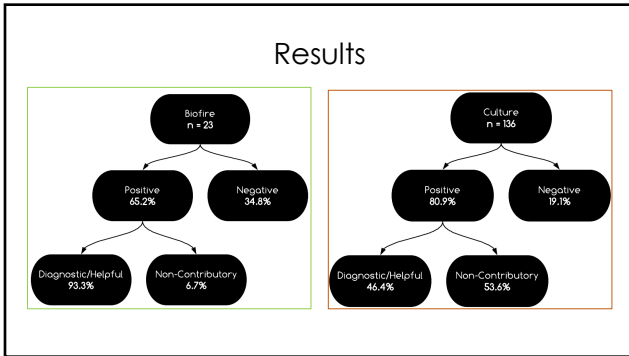 Results
Biofire
n = 23
Positive
65.2%
Negative
34.8%
Diagnostic/Helpful
93.3%
Non-Contributory
6.7%
Culture
n = 136
Positive
80.9%
Negative
19.1%
Diagnostic/Helpful
46.4%
Non-Contributory
53.6%